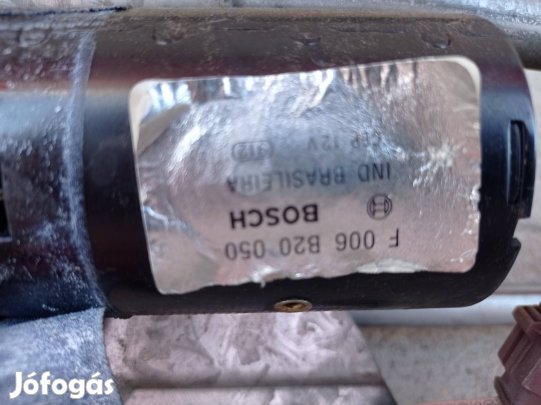 F 006 B20 050
BOSCH
IND BRASILEIRA
12V
Jófogás